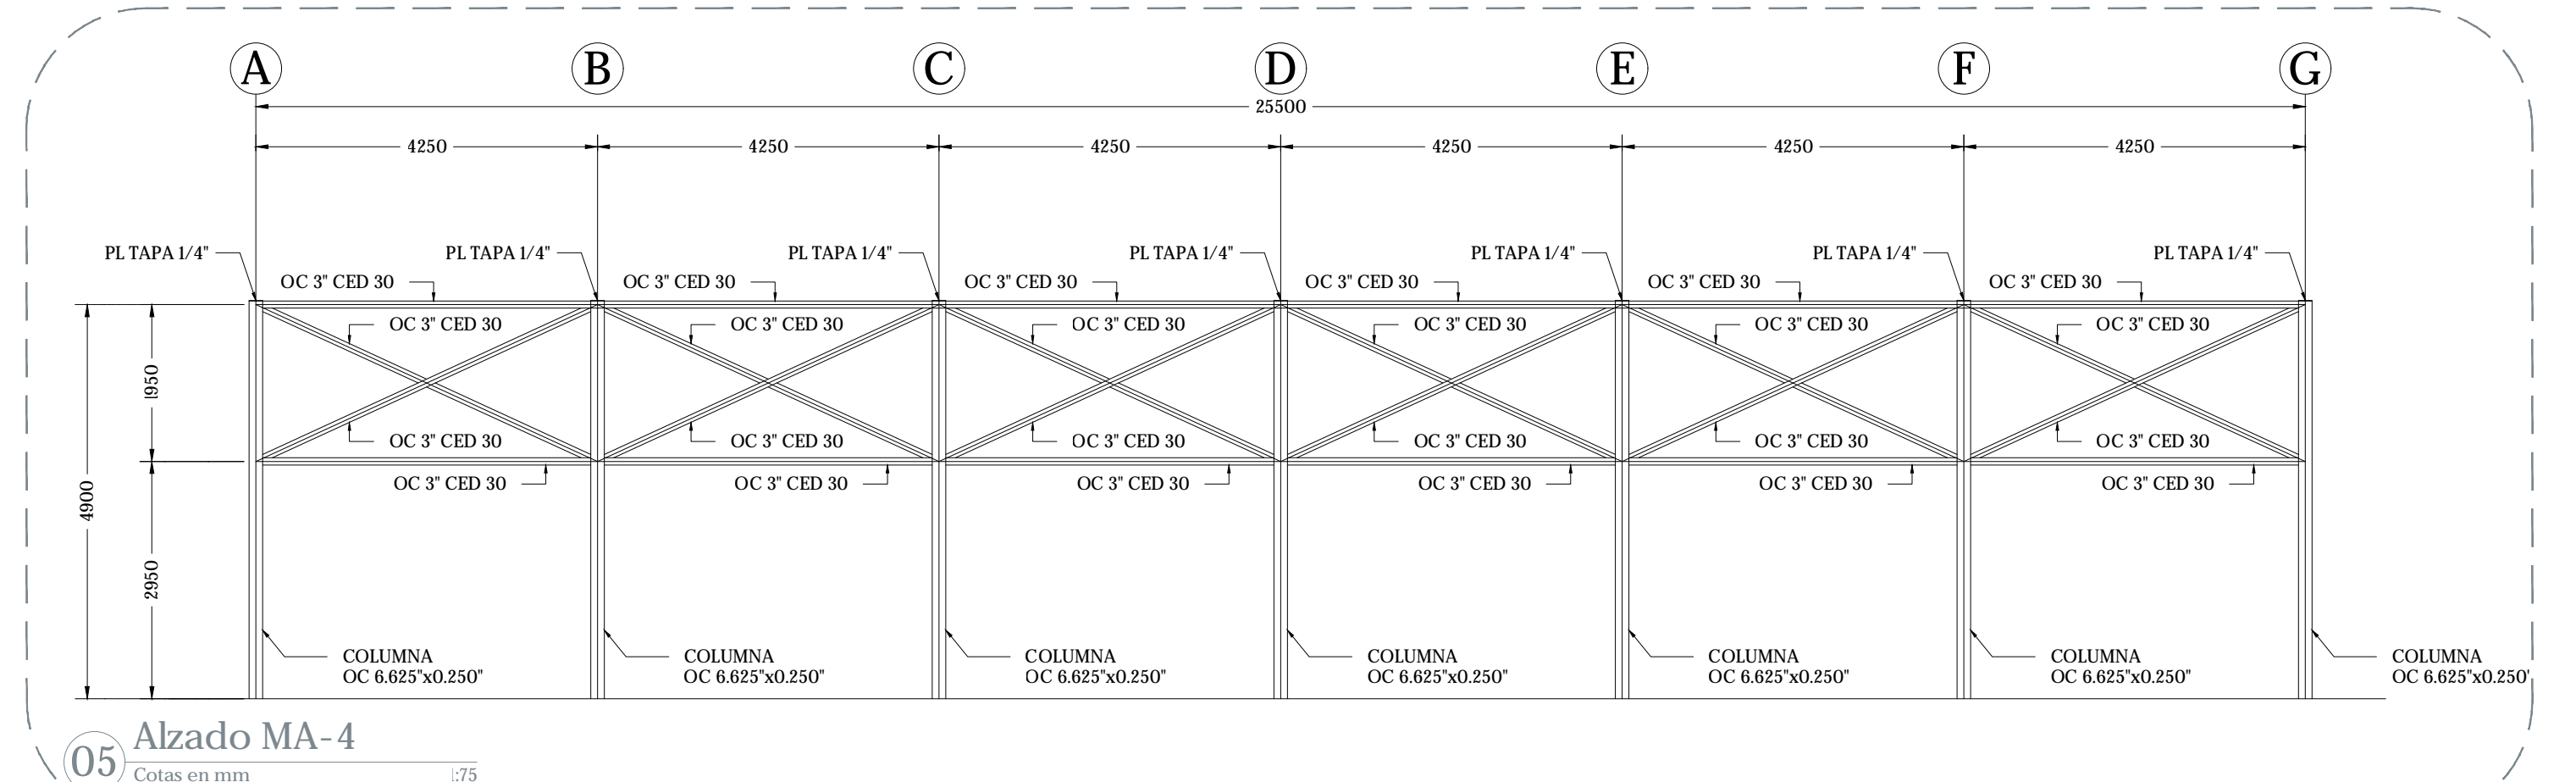 A B C D E F G
25500
4250 4250 4250 4250 4250 4250
PL TAPA 1/4" PL TAPA 1/4" PL TAPA 1/4" PL TAPA 1/4" PL TAPA 1/4" PL TAPA 1/4" PL TAPA 1/4"
OC 3" CED 30 OC 3" CED 30 OC 3" CED 30 OC 3" CED 30 OC 3" CED 30 OC 3" CED 30
OC 3" CED 30 OC 3" CED 30 OC 3" CED 30 OC 3" CED 30 OC 3" CED 30 OC 3" CED 30
1950
OC 3" CED 30 OC 3" CED 30 OC 3" CED 30 OC 3" CED 30 OC 3" CED 30 OC 3" CED 30
OC 3" CED 30 OC 3" CED 30 OC 3" CED 30 OC 3" CED 30 OC 3" CED 30 OC 3" CED 30
4900
2950
COLUMNA COLUMNA COLUMNA COLUMNA COLUMNA COLUMNA COLUMNA
OC 6.625"x0.250" OC 6.625"x0.250" OC 6.625"x0.250" OC 6.625"x0.250" OC 6.625"x0.250" OC 6.625"x0.250" OC 6.625"x0.250"
05 Alzado MA-4
Cotas en mm 1:75